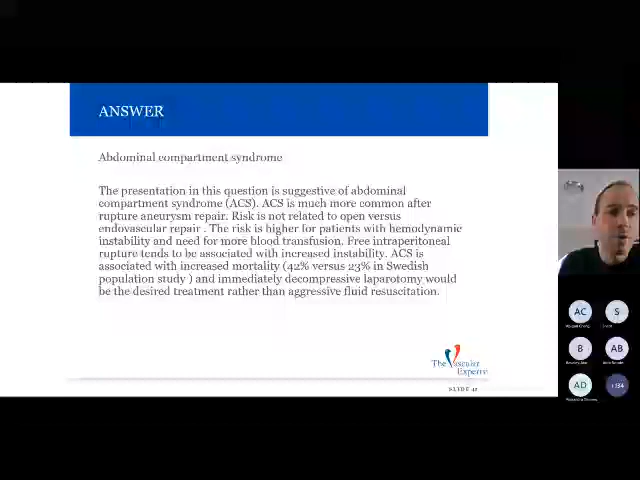 ANSWER
Abdominal compartment syndrome
The presentation in this question is suggestive of abdominal
compartment syndrome (ACS). ACS is much more common after
rupture aneurysm repair. Risk is not related to open versus
endovascular repair . The risk is higher for patients with hemodynamic
instability and need for more blood transfusion. Free intraperitoneal
rupture tends to be associated with increased instability. ACS is
associated with increased mortality (42% versus 23% in Swedish
population study ) and immediately decompressive laparotomy would
be the desired treatment rather than aggressive fluid resuscitation.
The Vascular
Experts
SLIDE 42
AC
S
B
AB
AD
+134